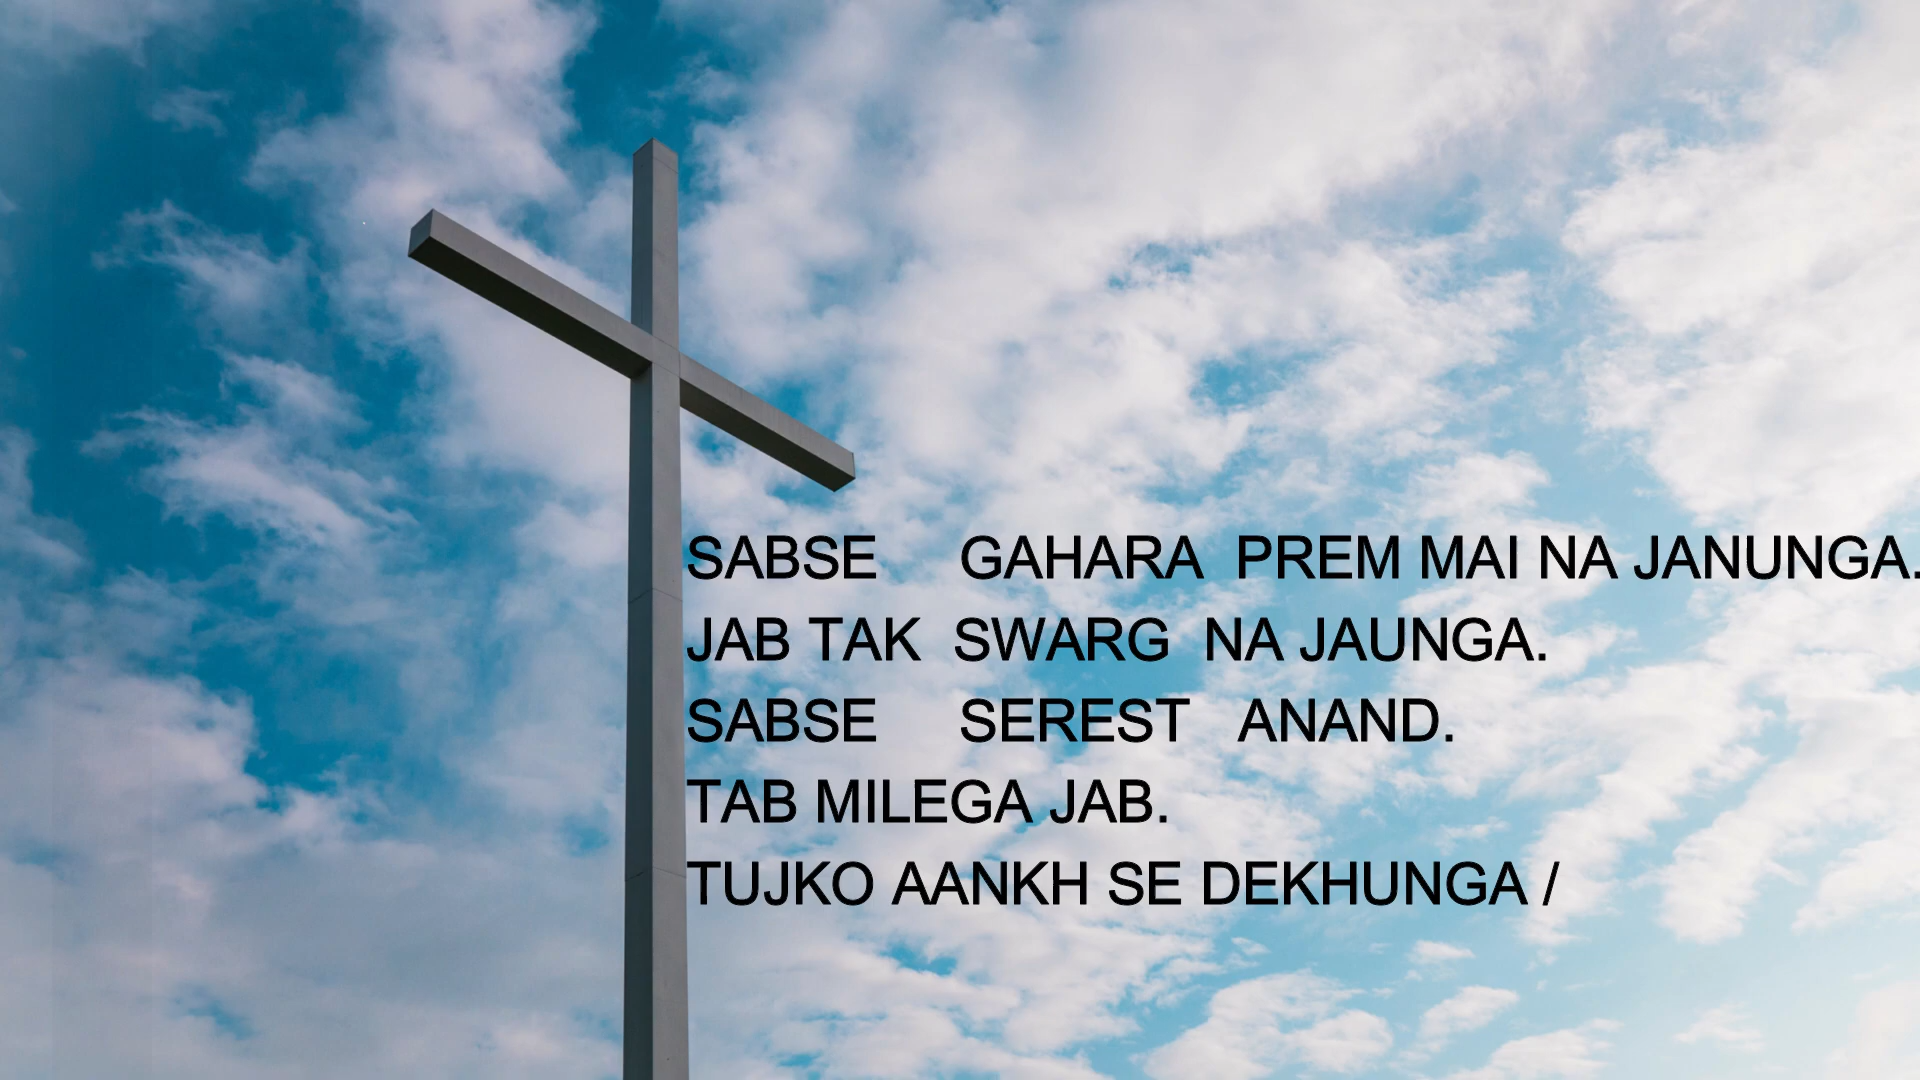 SABSE GAHARA PREM MAI NA JANUNGA.
JAB TAK SWARG NA JAUNGA.
SABSE SEREST ANAND.
TAB MILEGA JAB.
TUJKO AANKH SE DEKHUNGA /